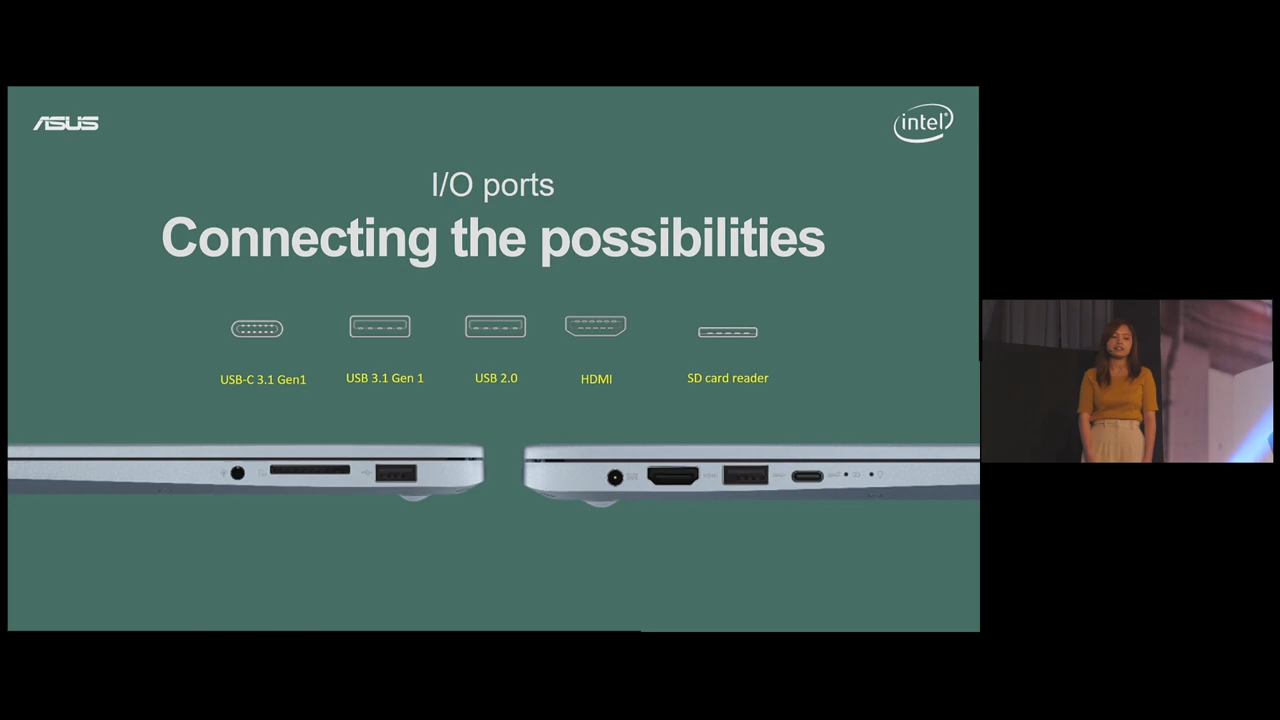 ASUS
intel
I/O ports
Connecting the possibilities
USB-C 3.1 Gen1
USB 3.1 Gen 1
USB 2.0
HDMI
SD card reader